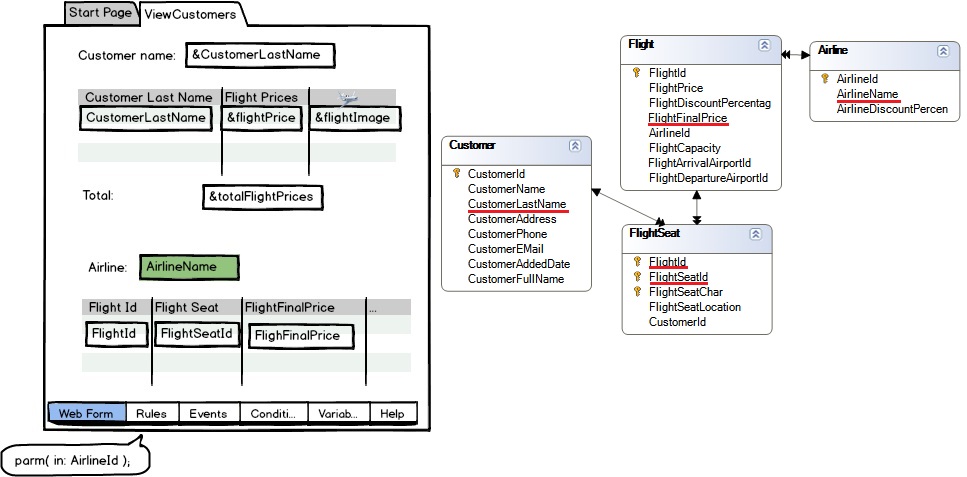 Start Page
ViewCustomers
Customer name:
&CustomerLastName
Customer Last Name
Flight Prices
CustomerLastName
&flightPrice
&flightImage
Total:
&totalFlightPrices
Airline:
AirlineName
Flight Id
Flight Seat
FlightFinalPrice
...
FlightId
FlightSeatId
FlighFinalPrice
Web Form
Rules
Events
Conditi...
Variab...
Help
parm( in: AirlineId );
Customer
CustomerId
CustomerName
CustomerLastName
CustomerAddress
CustomerPhone
CustomerEMail
CustomerAddedDate
CustomerFullName
Flight
FlightId
FlightPrice
FlightDiscountPercentag
FlightFinalPrice
AirlineId
FlightCapacity
FlightArrivalAirportId
FlightDepartureAirportId
Airline
AirlineId
AirlineName
AirlineDiscountPercen
FlightSeat
FlightId
FlightSeatId
FlightSeatChar
FlightSeatLocation
CustomerId